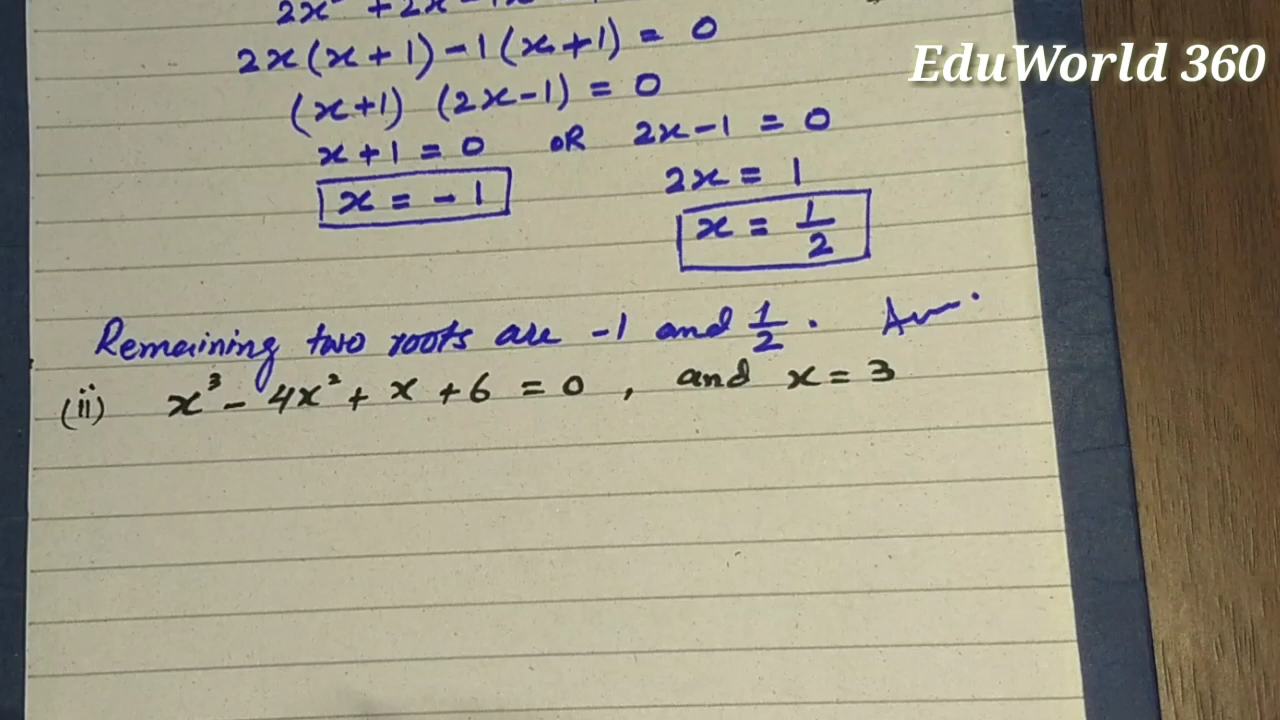 2x² + 2x
EduWorld 360
2x(x+1) - 1(x+1) = 0
(x+1) (2x-1) = 0
x+1 = 0 OR 2x-1 = 0
x = -1 2x = 1
x = 1/2
Remaining two roots are -1 and 1/2. Ans.
(ii) x³ - 4x² + x + 6 = 0, and x = 3